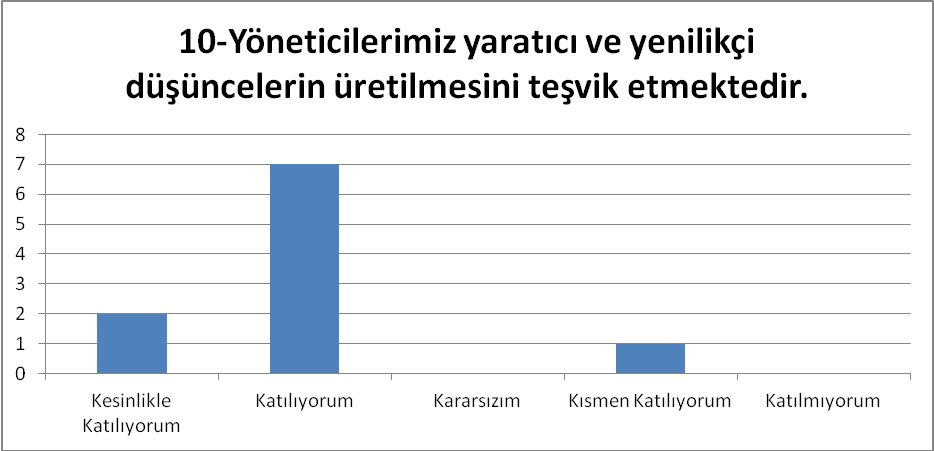 10-Yöneticilerimiz yaratıcı ve yenilikçi
düşüncelerin üretilmesini teşvik etmektedir.
8
7
6
5
4
3
2
1
0
Kesinlikle
Katılıyorum
Katılıyorum
Kararsızım
Kısmen Katılıyorum
Katılmıyorum